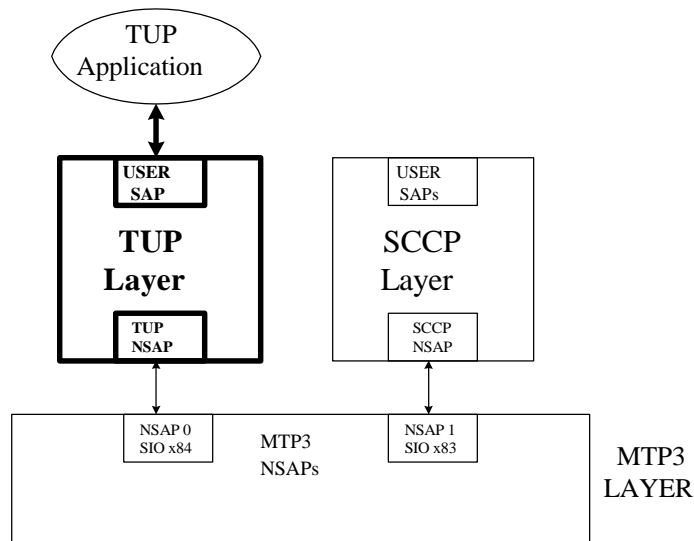 TUP
Application
USER
SAP
TUP
Layer
TUP
NSAP
USER
SAPs
SCCP
Layer
SCCP
NSAP
NSAP 0
SIO x84
MTP3
NSAPs
NSAP 1
SIO x83
MTP3
LAYER